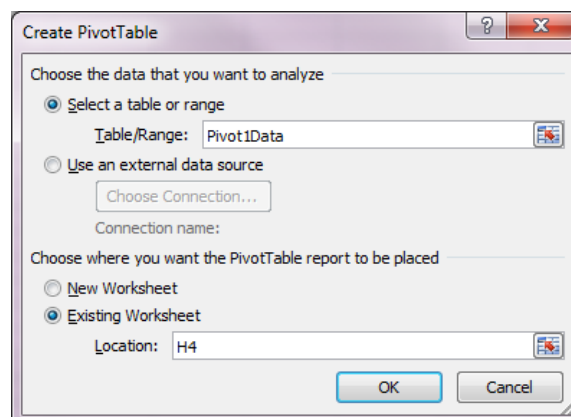 Create PivotTable
Choose the data that you want to analyze
Select a table or range
Table/Range: Pivot1Data
Use an external data source
Choose Connection...
Connection name:
Choose where you want the PivotTable report to be placed
New Worksheet
Existing Worksheet
Location: H4
OK Cancel